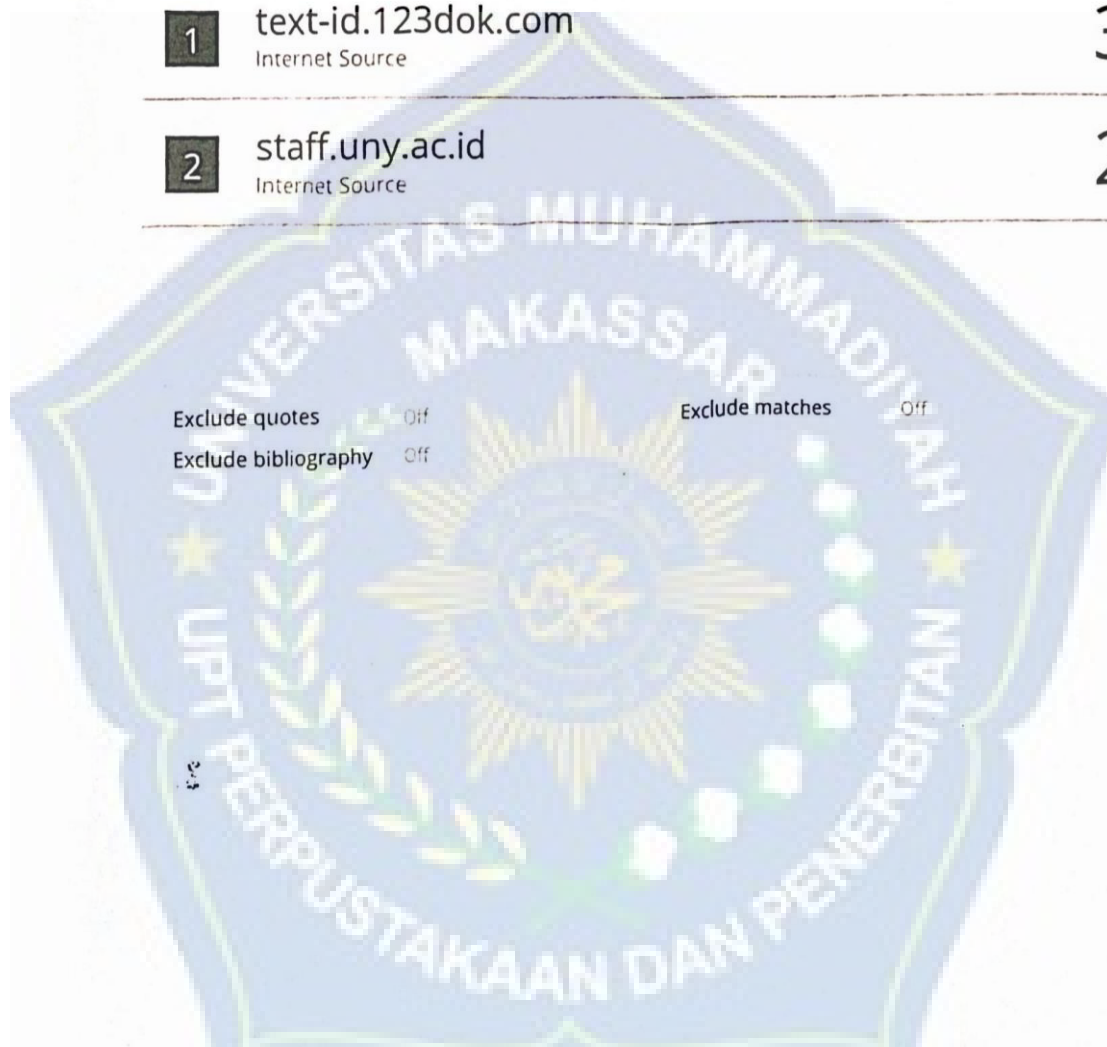 1 text-id.123dok.com
Internet Source
2 staff.uny.ac.id
Internet Source
UNIVERSITAS MUHAMMADIYAH
MAKASSAR
Exclude quotes Off
Exclude matches Off
Exclude bibliography Off
UPT PERPUSTAKAAN DAN PENERBITAN